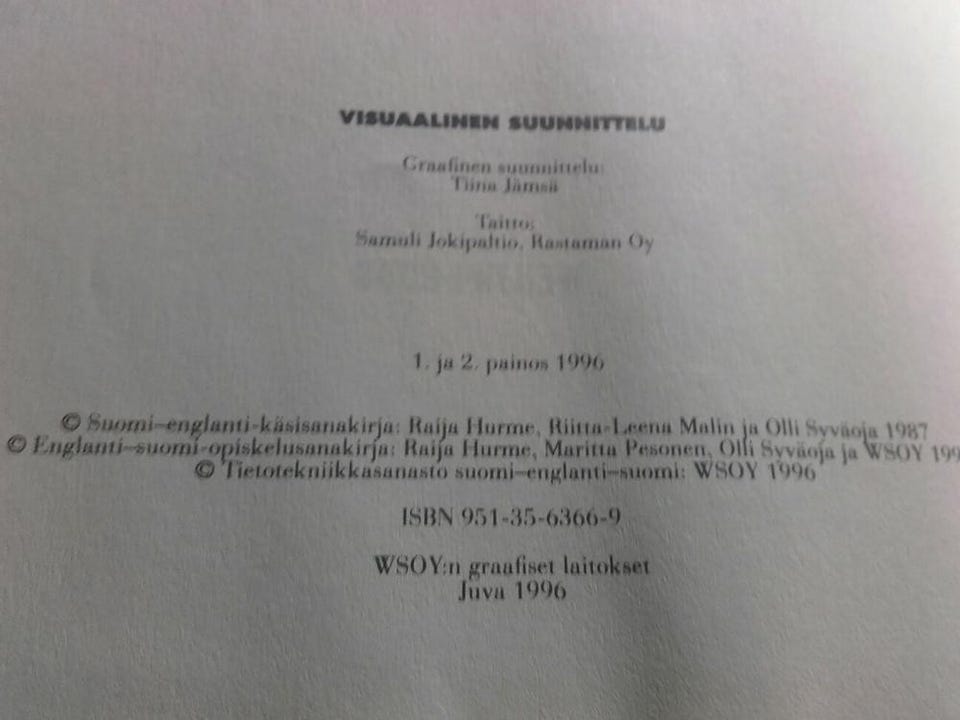 VISUAALINEN SUUNNITTELU
Graafinen suunnittelu:
Tiina Jämsä
Taitto:
Samuli Jokipaltio, Rastaman Oy
1. ja 2. painos 1996
© Suomi–englanti-käsisanakirja: Raija Hurme, Riitta-Leena Malin ja Olli Syväoja 1987
© Englanti–suomi-opiskelusanakirja: Raija Hurme, Maritta Pesonen, Olli Syväoja ja WSOY 199
© Tietotekniikkasanasto suomi–englanti–suomi: WSOY 1996
ISBN 951-35-6366-9
WSOY:n graafiset laitokset
Juva 1996